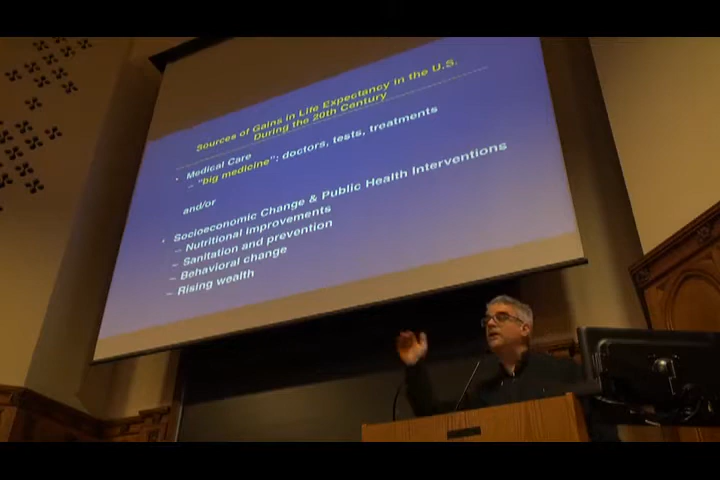 Sources of Gains in Life Expectancy in the U.S.
During the 20th Century
• Medical Care
– "big medicine": doctors, tests, treatments
and/or
• Socioeconomic Change & Public Health Interventions
– Nutritional improvements
– Sanitation and prevention
– Behavioral change
– Rising wealth